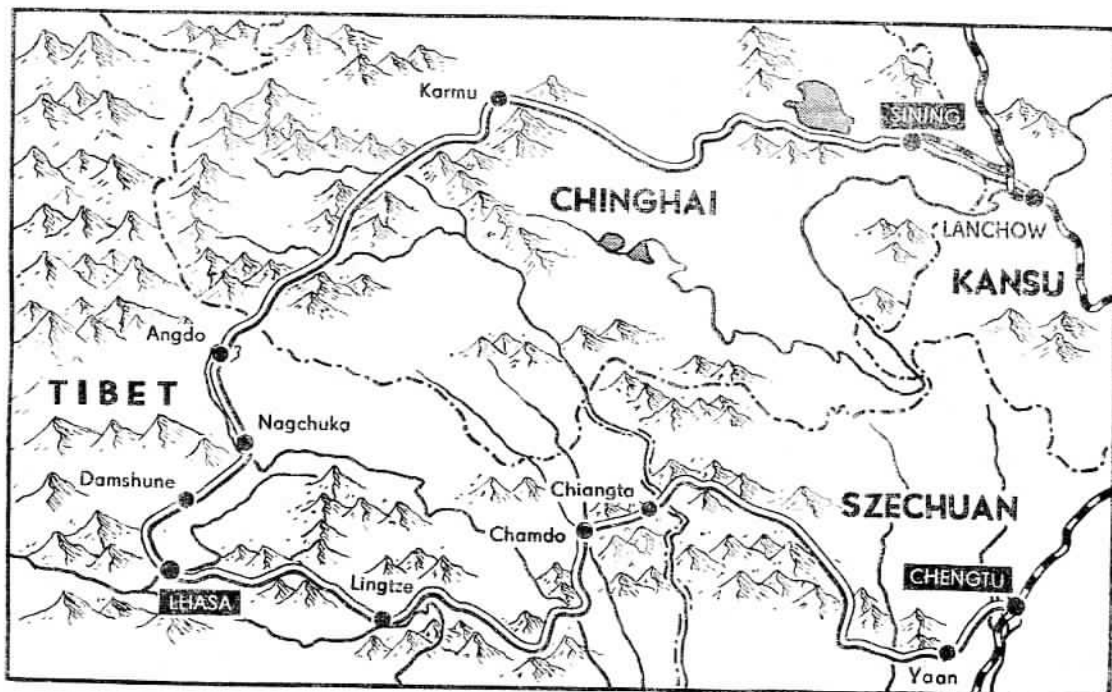 Karmu
SINING
CHINGHAI
LANCHOW
KANSU
Angdo
TIBET
Nagchuka
Damshune
Chiangta
SZECHUAN
Chamdo
Lingtze
CHENGTU
LHASA
Yaan